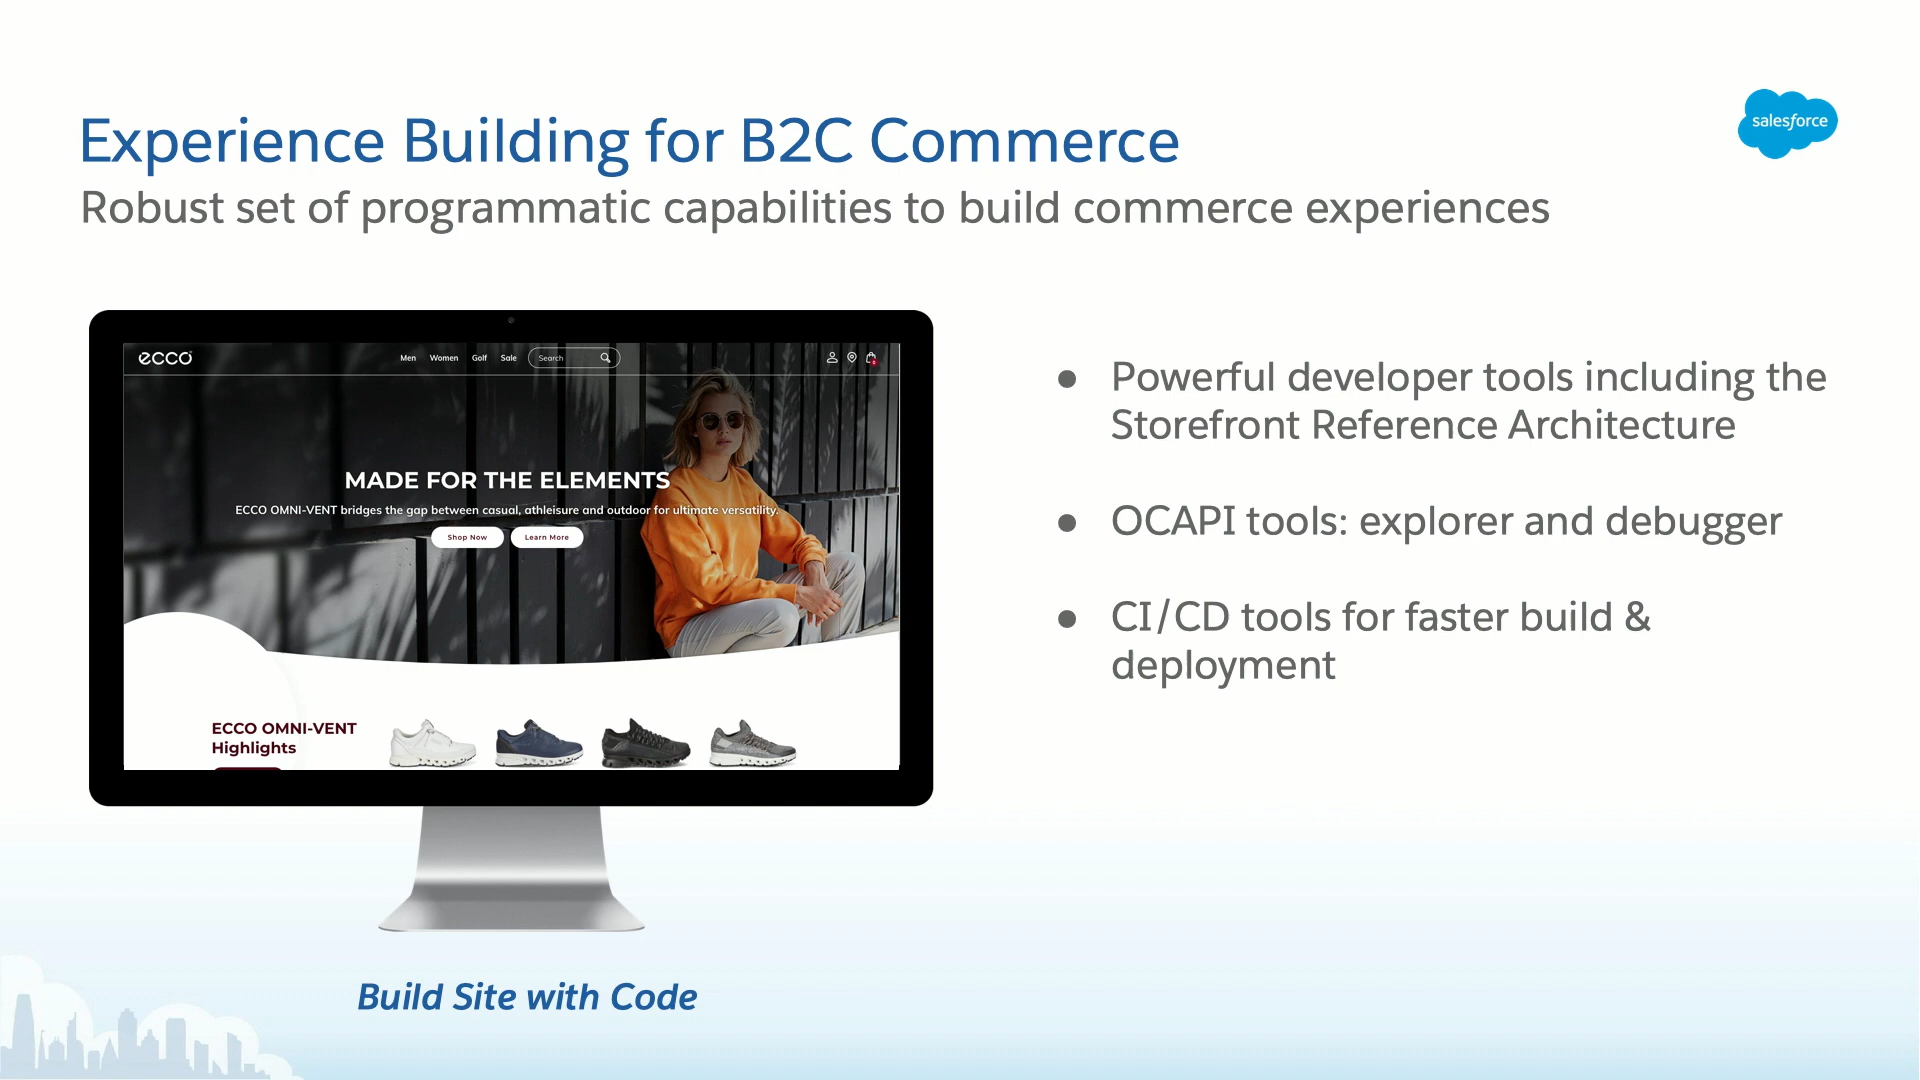 Experience Building for B2C Commerce
salesforce
Robust set of programmatic capabilities to build commerce experiences
ecco
Men Women Golf Sale Search
MADE FOR THE ELEMENTS
ECCO OMNI-VENT bridges the gap between casual, athleisure and outdoor for ultimate versatility.
Shop Now Learn More
ECCO OMNI-VENT
Highlights
● Powerful developer tools including the
Storefront Reference Architecture
● OCAPI tools: explorer and debugger
● CI/CD tools for faster build &
deployment
Build Site with Code